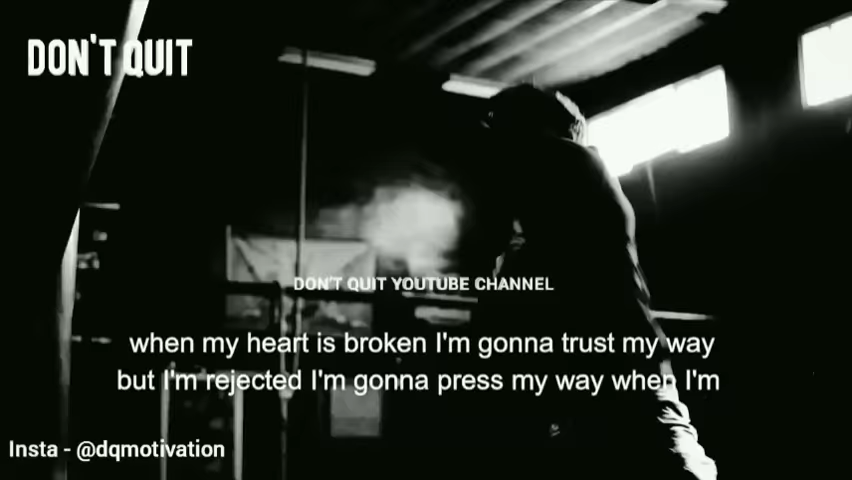 DON'T QUIT
DON'T QUIT YOUTUBE CHANNEL
when my heart is broken I'm gonna trust my way
but I'm rejected I'm gonna press my way when I'm
Insta - @dqmotivation